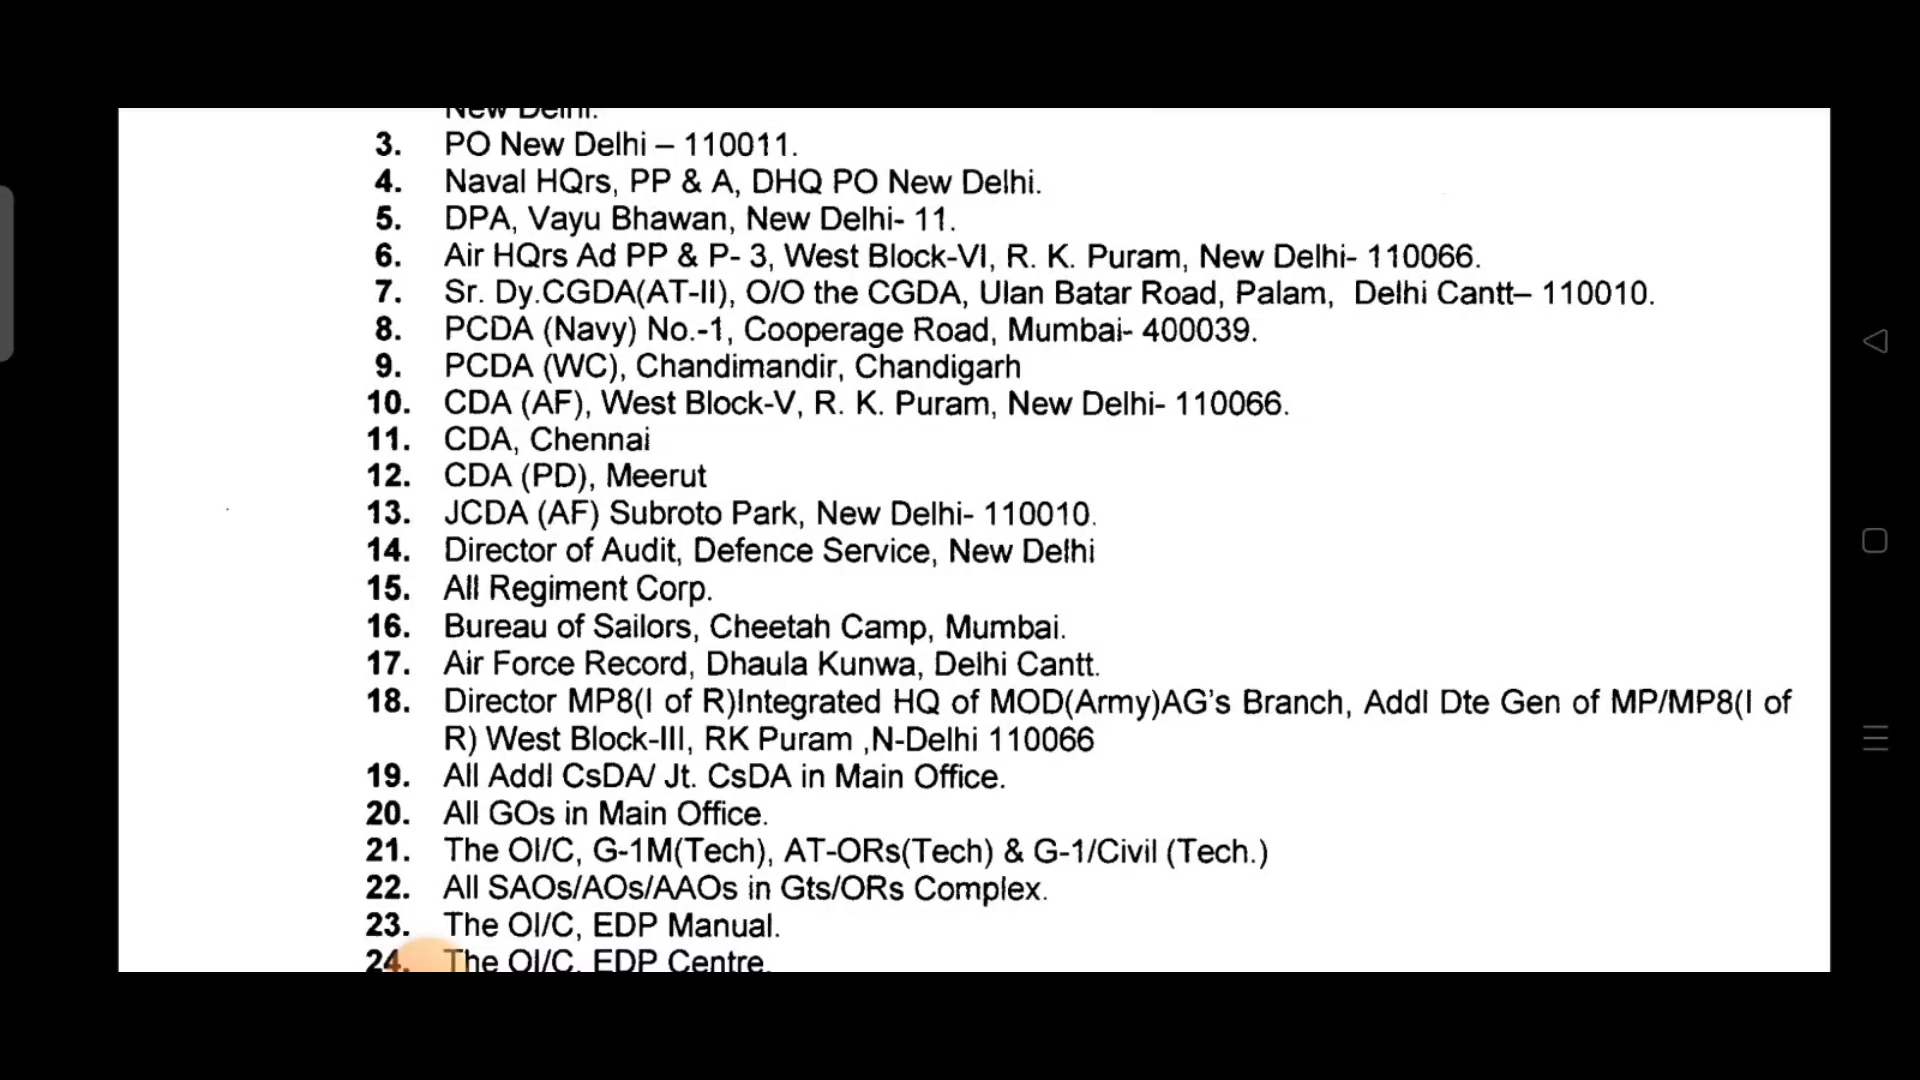 New Delhi.
3. PO New Delhi – 110011.
4. Naval HQrs, PP & A, DHQ PO New Delhi.
5. DPA, Vayu Bhawan, New Delhi- 11.
6. Air HQrs Ad PP & P- 3, West Block-VI, R. K. Puram, New Delhi- 110066.
7. Sr. Dy.CGDA(AT-II), O/O the CGDA, Ulan Batar Road, Palam, Delhi Cantt– 110010.
8. PCDA (Navy) No.-1, Cooperage Road, Mumbai- 400039.
9. PCDA (WC), Chandimandir, Chandigarh
10. CDA (AF), West Block-V, R. K. Puram, New Delhi- 110066.
11. CDA, Chennai
12. CDA (PD), Meerut
13. JCDA (AF) Subroto Park, New Delhi- 110010.
14. Director of Audit, Defence Service, New Delhi
15. All Regiment Corp.
16. Bureau of Sailors, Cheetah Camp, Mumbai.
17. Air Force Record, Dhaula Kunwa, Delhi Cantt.
18. Director MP8(I of R)Integrated HQ of MOD(Army)AG's Branch, Addl Dte Gen of MP/MP8(I of
R) West Block-III, RK Puram ,N-Delhi 110066
19. All Addl CsDA/ Jt. CsDA in Main Office.
20. All GOs in Main Office.
21. The OI/C, G-1M(Tech), AT-ORs(Tech) & G-1/Civil (Tech.)
22. All SAOs/AOs/AAOs in Gts/ORs Complex.
23. The OI/C, EDP Manual.
24. The OI/C, EDP Centre.